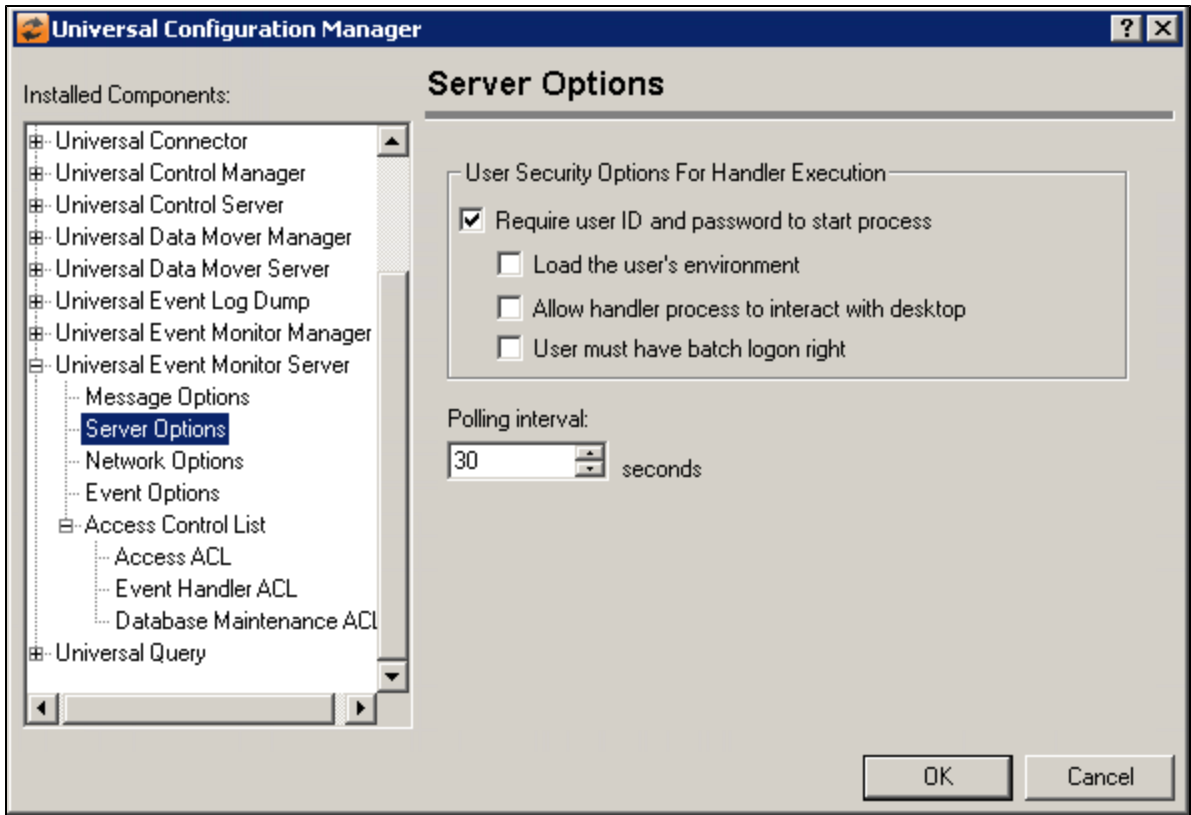 Universal Configuration Manager
Installed Components:
Universal Connector
Universal Control Manager
Universal Control Server
Universal Data Mover Manager
Universal Data Mover Server
Universal Event Log Dump
Universal Event Monitor Manager
Universal Event Monitor Server
Message Options
Server Options
Network Options
Event Options
Access Control List
Access ACL
Event Handler ACL
Database Maintenance ACL
Universal Query
Server Options
User Security Options For Handler Execution
Require user ID and password to start process
Load the user's environment
Allow handler process to interact with desktop
User must have batch logon right
Polling interval:
30 seconds
OK Cancel